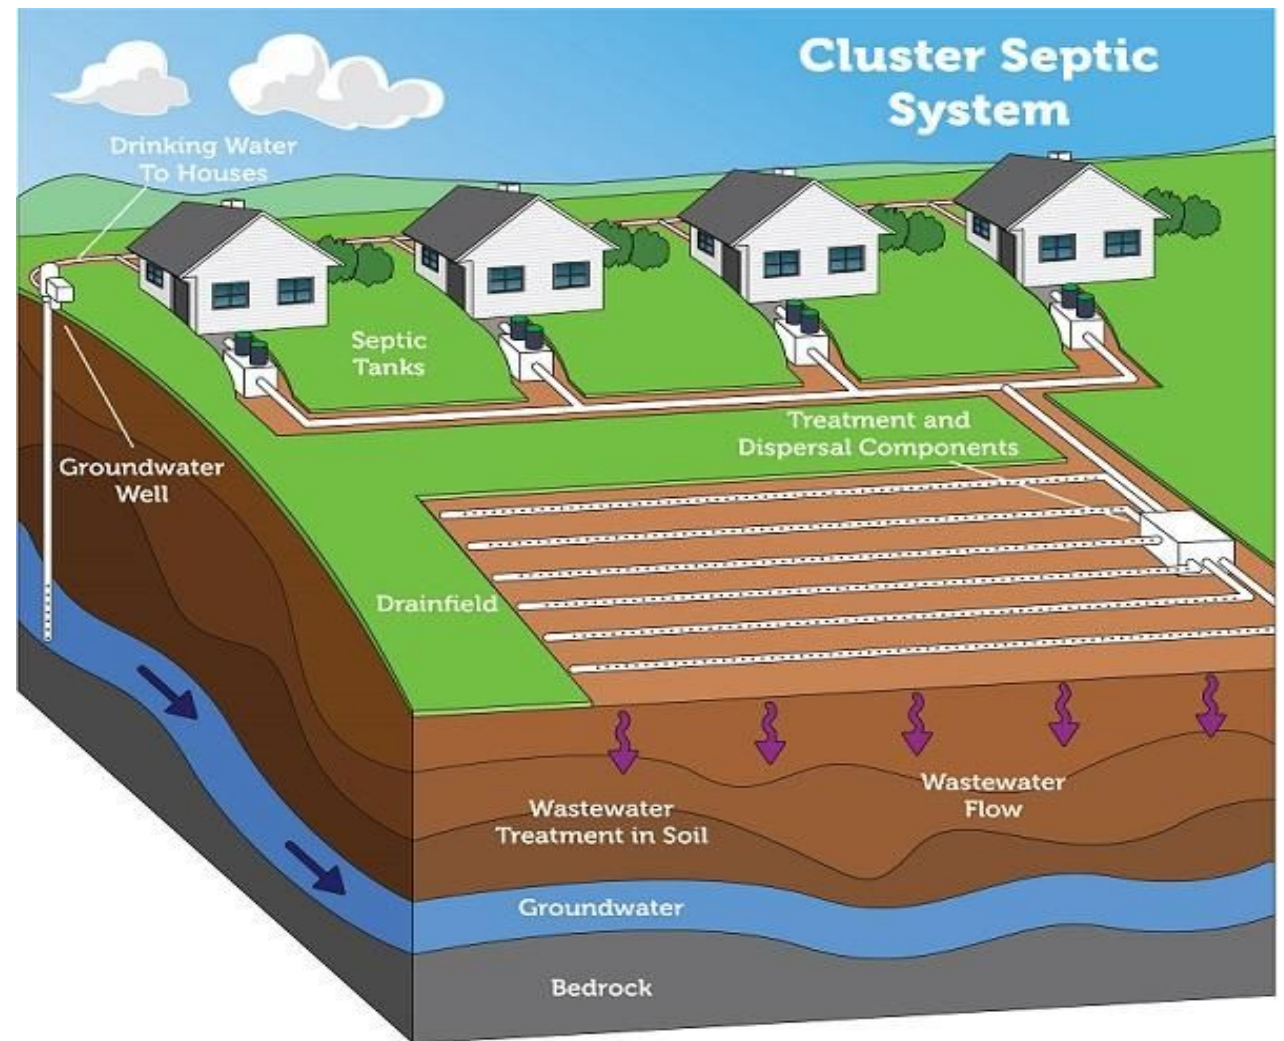 Cluster Septic
System
Drinking Water
To Houses
Septic
Tanks
Treatment and
Dispersal Components
Groundwater
Well
Drainfield
Wastewater
Flow
Wastewater
Treatment in Soil
Groundwater
Bedrock